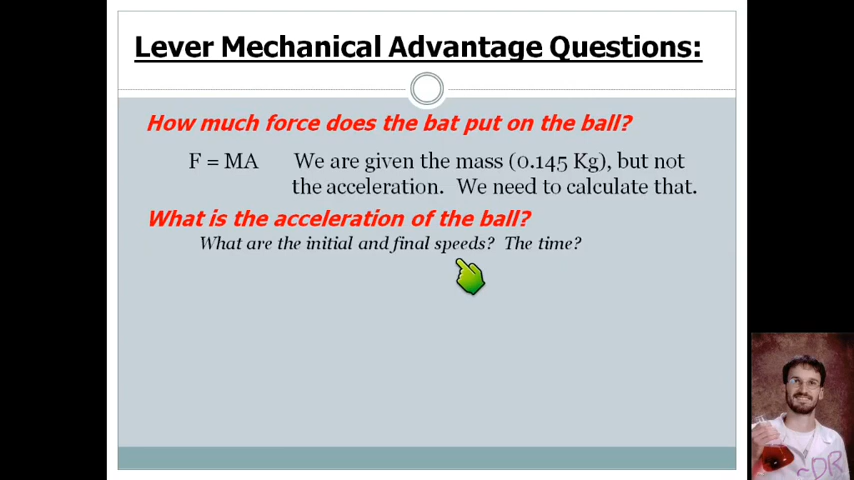 Lever Mechanical Advantage Questions:
How much force does the bat put on the ball?
F = MA We are given the mass (0.145 Kg), but not
the acceleration. We need to calculate that.
What is the acceleration of the ball?
What are the initial and final speeds? The time?
~DR